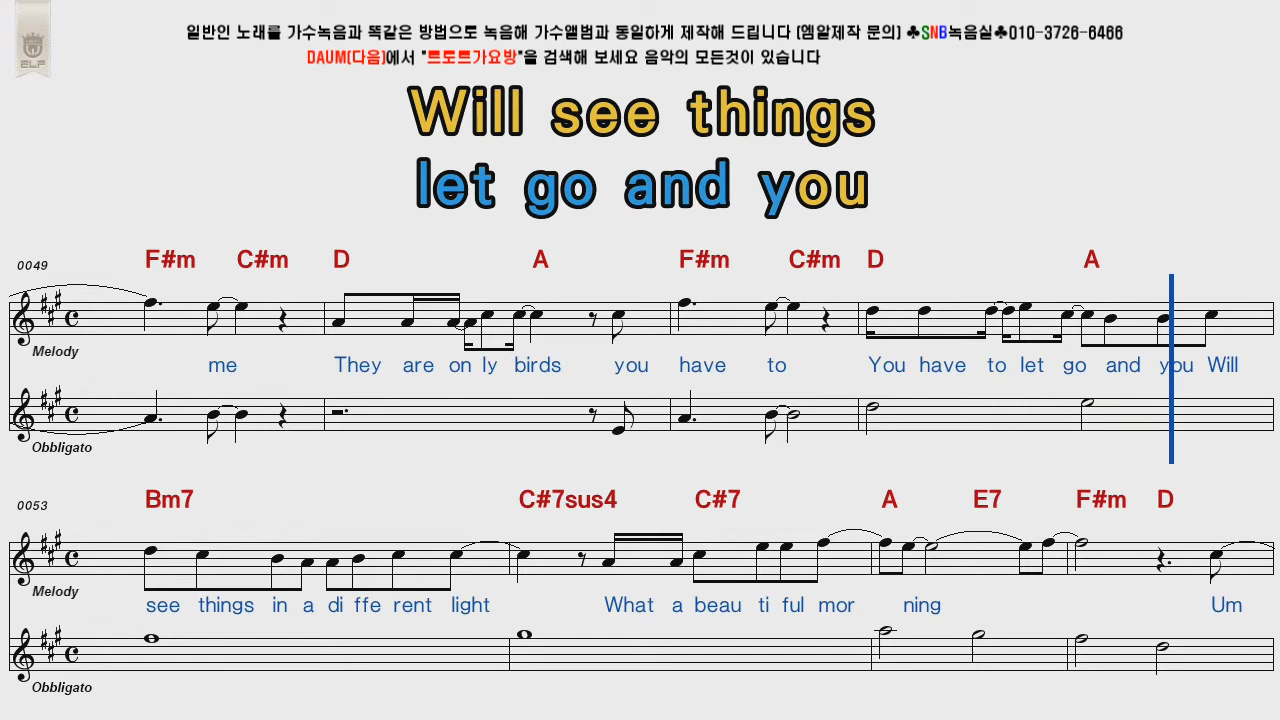 일반인 노래를 가수녹음과 똑같은 방법으로 녹음해 가수앨범과 동일하게 제작해 드립니다 (엠알제작 문의) ♣SNB녹음실♣010-3726-6466
DAUM(다음)에서 "트로트가요방"을 검색해 보세요 음악의 모든것이 있습니다
ELF
Will see things
let go and you
0049 F#m C#m D A F#m C#m D A
Melody
me They are on ly birds you have to You have to let go and you Will
Obbligato
0053 Bm7 C#7sus4 C#7 A E7 F#m D
Melody
see things in a di ffe rent light What a beau ti ful mor ning Um
Obbligato